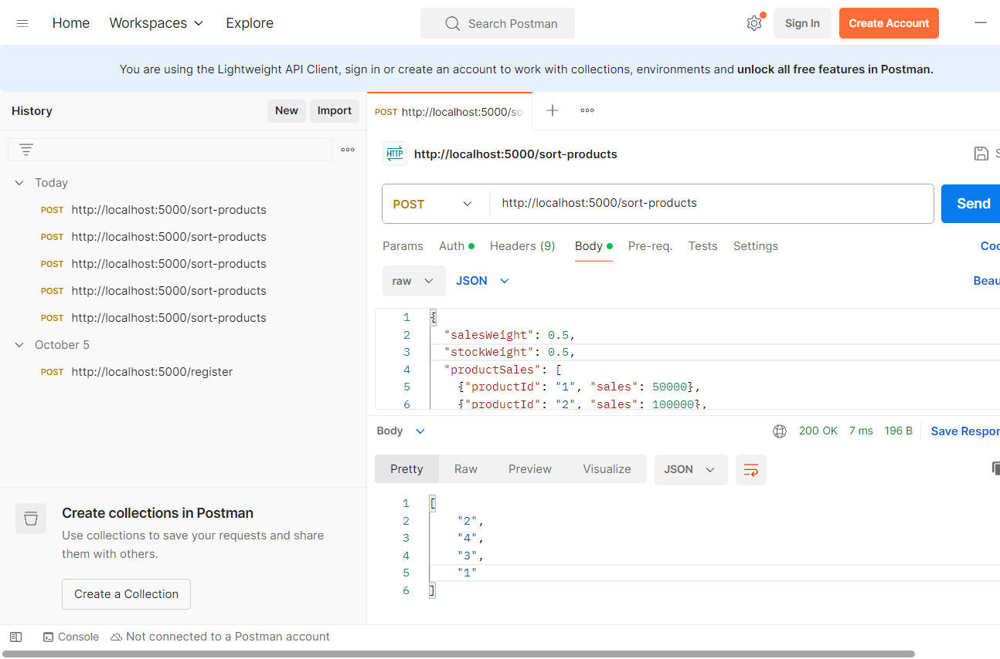 Home Workspaces Explore Search Postman Sign In Create Account
You are using the Lightweight API Client, sign in or create an account to work with collections, environments and unlock all free features in Postman.
History New Import
POST http://localhost:5000/so
Today
POST http://localhost:5000/sort-products
POST http://localhost:5000/sort-products
POST http://localhost:5000/sort-products
POST http://localhost:5000/sort-products
POST http://localhost:5000/sort-products
October 5
POST http://localhost:5000/register
Create collections in Postman
Use collections to save your requests and share
them with others.
Create a Collection
HTTP http://localhost:5000/sort-products S
POST http://localhost:5000/sort-products Send
Params Auth Headers (9) Body Pre-req. Tests Settings Coo
raw JSON Beau
1 {
2 "salesWeight": 0.5,
3 "stockWeight": 0.5,
4 "productSales": [
5 {"productId": "1", "sales": 50000},
6 {"productId": "2", "sales": 100000},
Body 200 OK 7 ms 196 B Save Respon
Pretty Raw Preview Visualize JSON
1 [
2 "2",
3 "4",
4 "3",
5 "1"
6 ]
Console Not connected to a Postman account